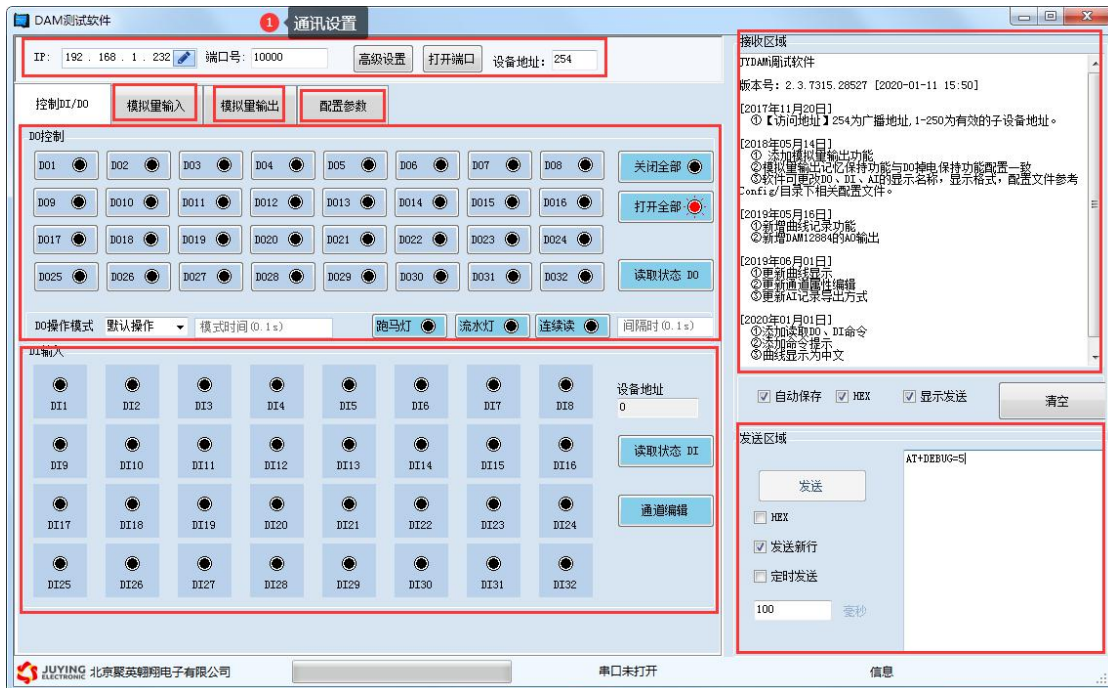 DAM测试软件
1 通讯设置
IP: 192 . 168 . 1 . 232 端口号: 10000 高级设置 打开端口 设备地址: 254
控制DI/DO 模拟量输入 模拟量输出 配置参数
DO控制
DO1 DO2 DO3 DO4 DO5 DO6 DO7 DO8 关闭全部
DO9 DO10 DO11 DO12 DO13 DO14 DO15 DO16 打开全部
DO17 DO18 DO19 DO20 DO21 DO22 DO23 DO24
DO25 DO26 DO27 DO28 DO29 DO30 DO31 DO32 读取状态 DO
DO操作模式 默认操作 模式时间(0.1s) 跑马灯 流水灯 连续读 间隔时(0.1s)
DI输入
DI1 DI2 DI3 DI4 DI5 DI6 DI7 DI8
设备地址
0
DI9 DI10 DI11 DI12 DI13 DI14 DI15 DI16
读取状态 DI
DI17 DI18 DI19 DI20 DI21 DI22 DI23 DI24
通道编辑
DI25 DI26 DI27 DI28 DI29 DI30 DI31 DI32
接收区域
JYDAM调试软件
版本号: 2.3.7315.28527 [2020-01-11 15:50]
[2017年11月20日]
①【访问地址】254为广播地址,1-250为有效的子设备地址。
[2018年05月14日]
① 添加模拟量输出功能
②模拟量输出记忆保持功能与DO掉电保持功能配置一致
③软件可更改DO、DI、AI的显示名称，显示格式，配置文件参考
Config/目录下相关配置文件。
[2019年05月16日]
①新增曲线记录功能
②新增DAM12884的AO输出
[2019年06月01日]
①更新曲线显示
②更新通道属性编辑
③更新AI记录导出方式
[2020年01月01日]
①添加读取DO、DI命令
②添加命令提示
③曲线显示为中文
自动保存 HEX 显示发送 清空
发送区域
AT+DEBUG=5
发送
HEX
发送新行
定时发送
100 毫秒
JUYING ELECTRONIC 北京聚英翱翔电子有限公司 串口未打开 信息